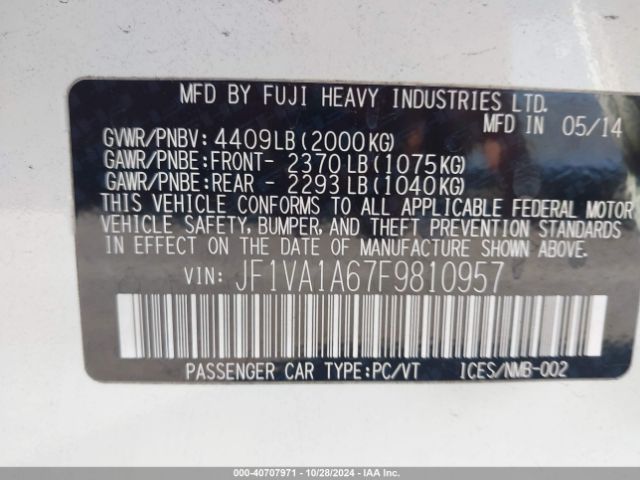 MFD BY FUJI HEAVY INDUSTRIES LTD.
MFD IN 05/14
GVWR/PNBV: 4409LB (2000KG)
GAWR/PNBE:FRONT- 2370 LB (1075KG)
GAWR/PNBE:REAR - 2293 LB (1040KG)
THIS VEHICLE CONFORMS TO ALL APPLICABLE FEDERAL MOTOR
VEHICLE SAFETY, BUMPER, AND THEFT PREVENTION STANDARDS
IN EFFECT ON THE DATE OF MANUFACTURE SHOWN ABOVE.
VIN: JF1VA1A67F9810957
PASSENGER CAR TYPE:PC/VT ICES/NMB-002
000-40707971 | 10/28/2024 - IAA Inc.